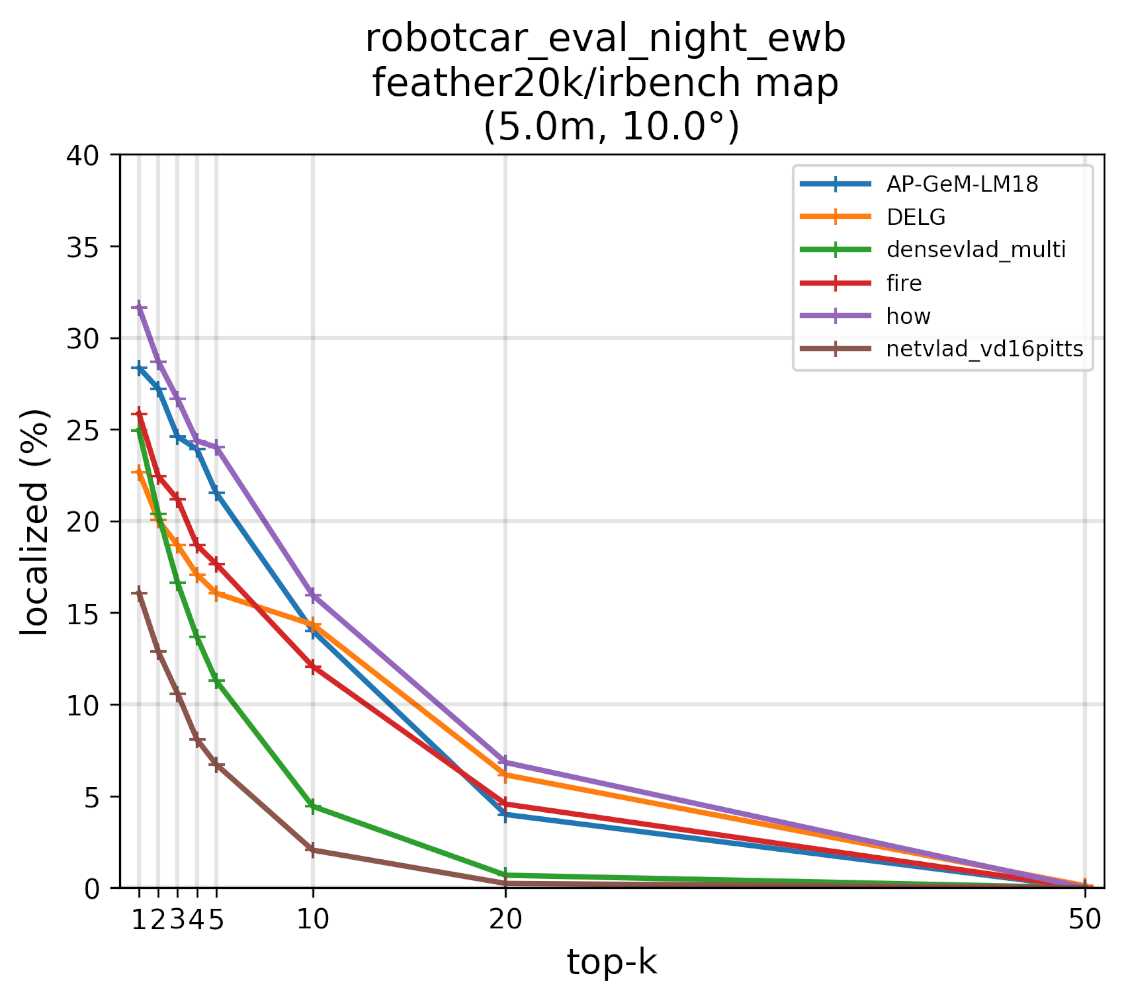 robotcar_eval_night_ewb
feather20k/irbench map
(5.0m, 10.0°)
localized (%)
40
35
30
25
20
15
10
5
0
AP-GeM-LM18
DELG
densevlad_multi
fire
how
netvlad_vd16pitts
1 2 3 4 5 10 20 50
top-k